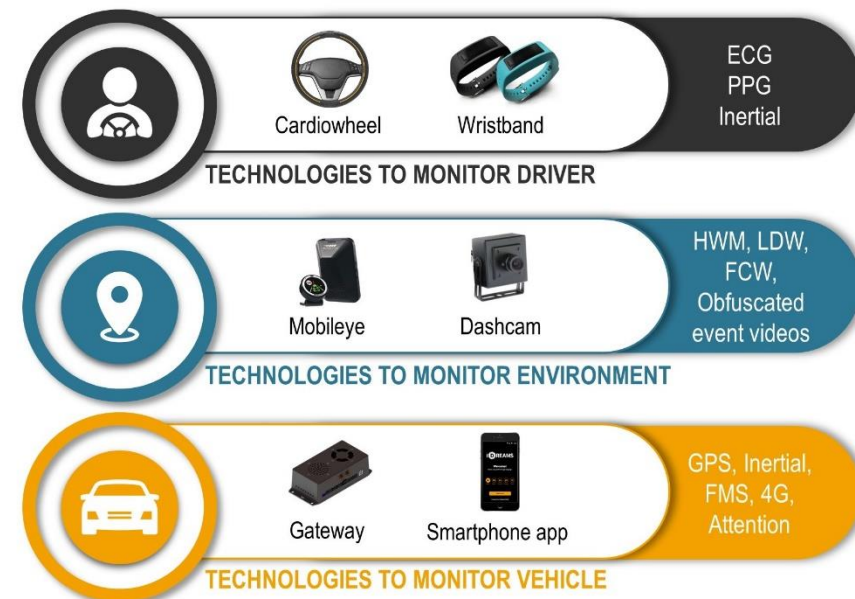 Cardiowheel
Wristband
ECG
PPG
Inertial
TECHNOLOGIES TO MONITOR DRIVER
Mobileye
Dashcam
HWM, LDW,
FCW,
Obfuscated
event videos
TECHNOLOGIES TO MONITOR ENVIRONMENT
DREAMS
Gateway
Smartphone app
GPS, Inertial,
FMS, 4G,
Attention
TECHNOLOGIES TO MONITOR VEHICLE